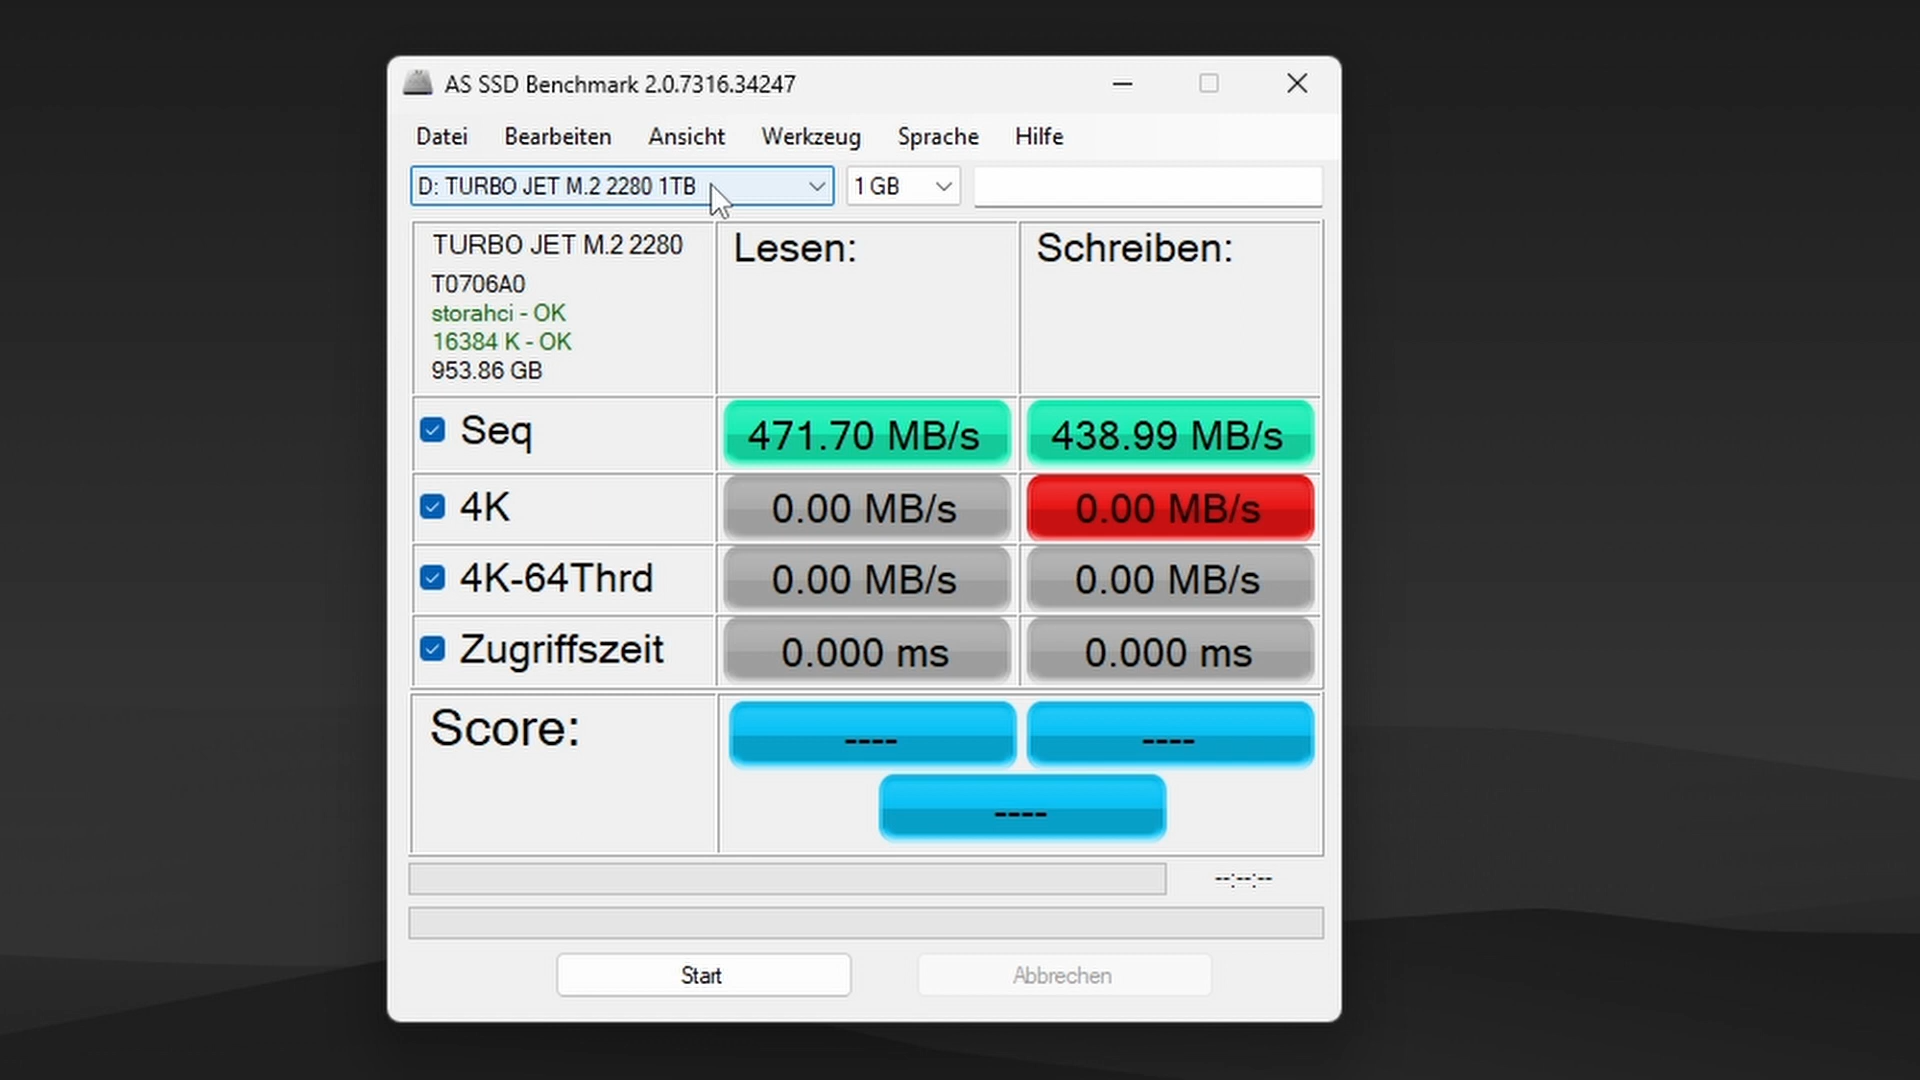 AS SSD Benchmark 2.0.7316.34247
Datei Bearbeiten Ansicht Werkzeug Sprache Hilfe
D: TURBO JET M.2 2280 1TB 1 GB
TURBO JET M.2 2280
T0706A0
storahci - OK
16384 K - OK
953.86 GB
Lesen: Schreiben:
Seq 471.70 MB/s 438.99 MB/s
4K 0.00 MB/s 0.00 MB/s
4K-64Thrd 0.00 MB/s 0.00 MB/s
Zugriffszeit 0.000 ms 0.000 ms
Score: ---- ----
----
--:--:--
Start Abbrechen